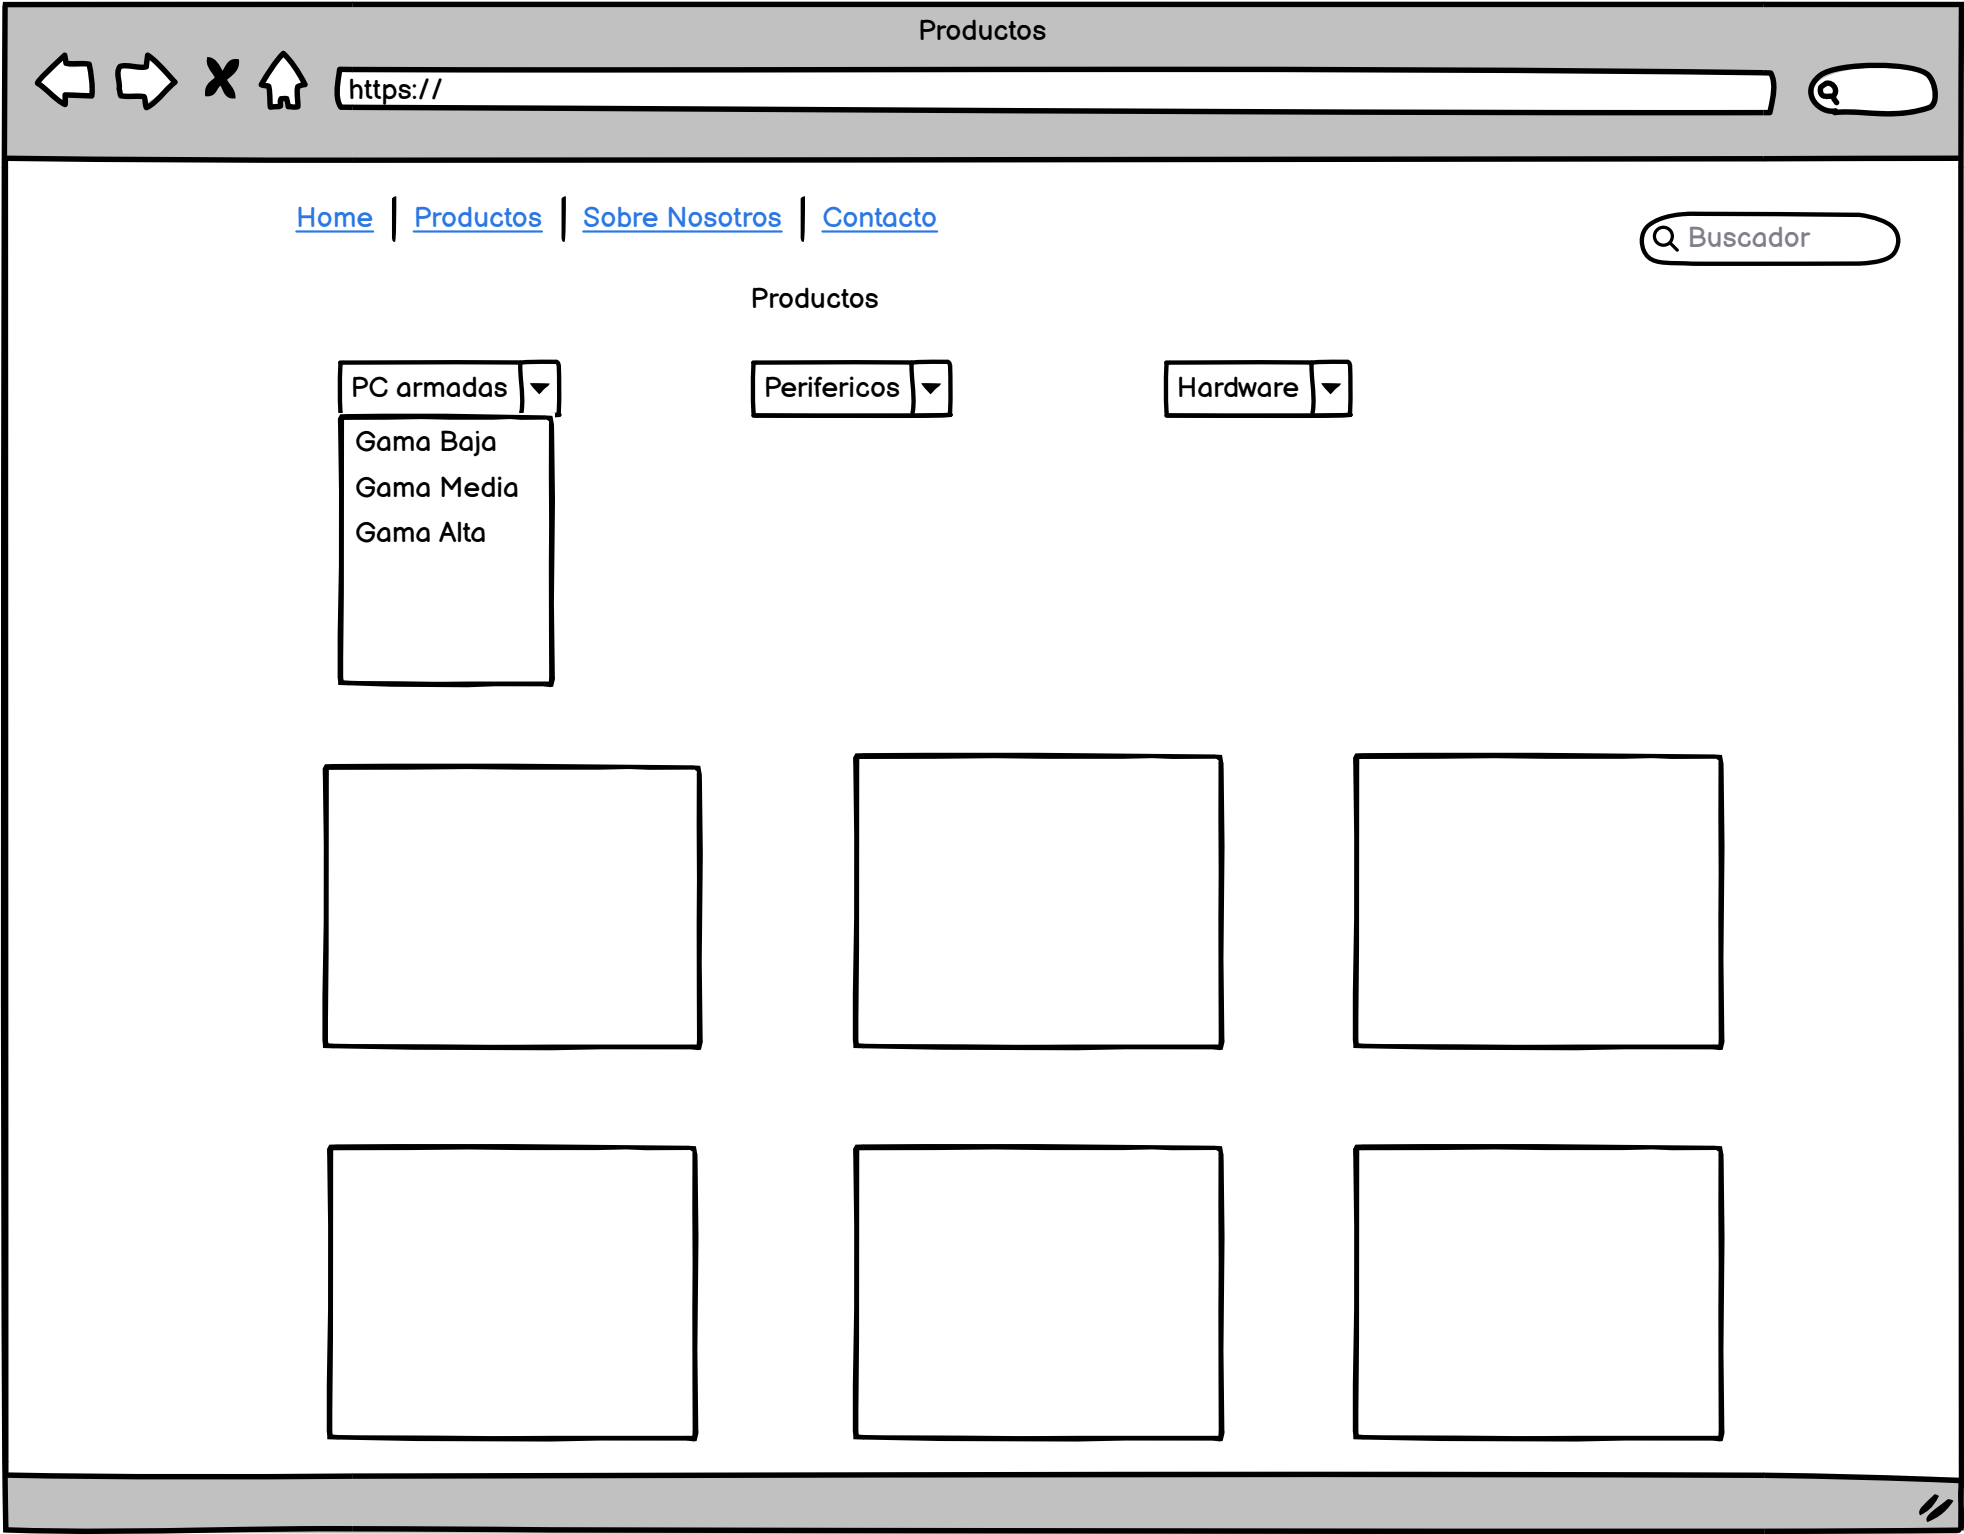 Productos
https://
Home Productos Sobre Nosotros Contacto
Buscador
Productos
PC armadas Perifericos Hardware
Gama Baja
Gama Media
Gama Alta